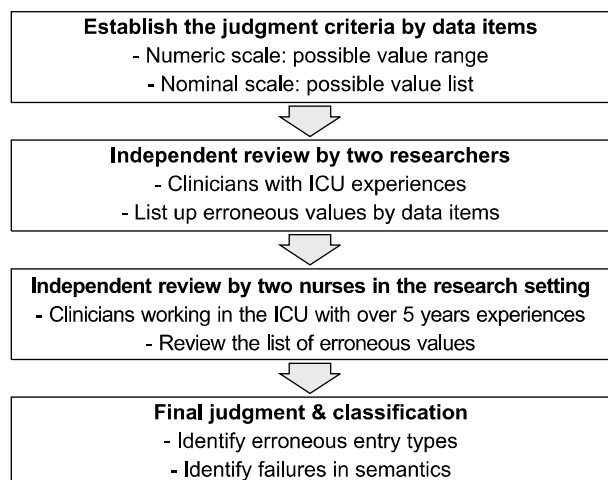 Establish the judgment criteria by data items
- Numeric scale: possible value range
- Nominal scale: possible value list
Independent review by two researchers
- Clinicians with ICU experiences
- List up erroneous values by data items
Independent review by two nurses in the research setting
- Clinicians working in the ICU with over 5 years experiences
- Review the list of erroneous values
Final judgment & classification
- Identify erroneous entry types
- Identify failures in semantics